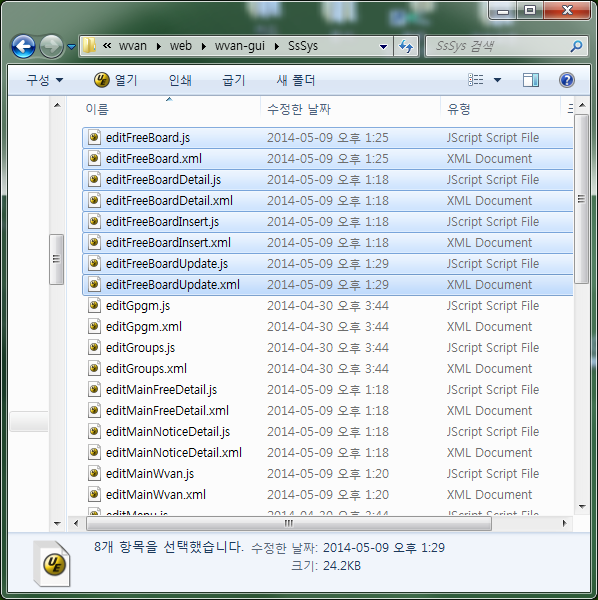 « wvan ▸ web ▸ wvan-gui ▸ SsSys
SsSys 검색
구성 열기 인쇄 굽기 새 폴더
이름 수정한 날짜 유형 크
editFreeBoard.js 2014-05-09 오후 1:25 JScript Script File
editFreeBoard.xml 2014-05-09 오후 1:25 XML Document
editFreeBoardDetail.js 2014-05-09 오후 1:18 JScript Script File
editFreeBoardDetail.xml 2014-05-09 오후 1:18 XML Document
editFreeBoardInsert.js 2014-05-09 오후 1:18 JScript Script File
editFreeBoardInsert.xml 2014-05-09 오후 1:18 XML Document
editFreeBoardUpdate.js 2014-05-09 오후 1:29 JScript Script File
editFreeBoardUpdate.xml 2014-05-09 오후 1:29 XML Document
editGpgm.js 2014-04-30 오후 3:44 JScript Script File
editGpgm.xml 2014-04-30 오후 3:44 XML Document
editGroups.js 2014-04-30 오후 3:44 JScript Script File
editGroups.xml 2014-04-30 오후 3:44 XML Document
editMainFreeDetail.js 2014-05-09 오후 1:18 JScript Script File
editMainFreeDetail.xml 2014-05-09 오후 1:18 XML Document
editMainNoticeDetail.js 2014-05-09 오후 1:18 JScript Script File
editMainNoticeDetail.xml 2014-05-09 오후 1:18 XML Document
editMainWvan.js 2014-05-09 오후 1:20 JScript Script File
editMainWvan.xml 2014-05-09 오후 1:20 XML Document
editMenu.js 2014-04-30 오후 3:44 JScript Script File
8개 항목을 선택했습니다. 수정한 날짜: 2014-05-09 오후 1:29
크기: 24.2KB